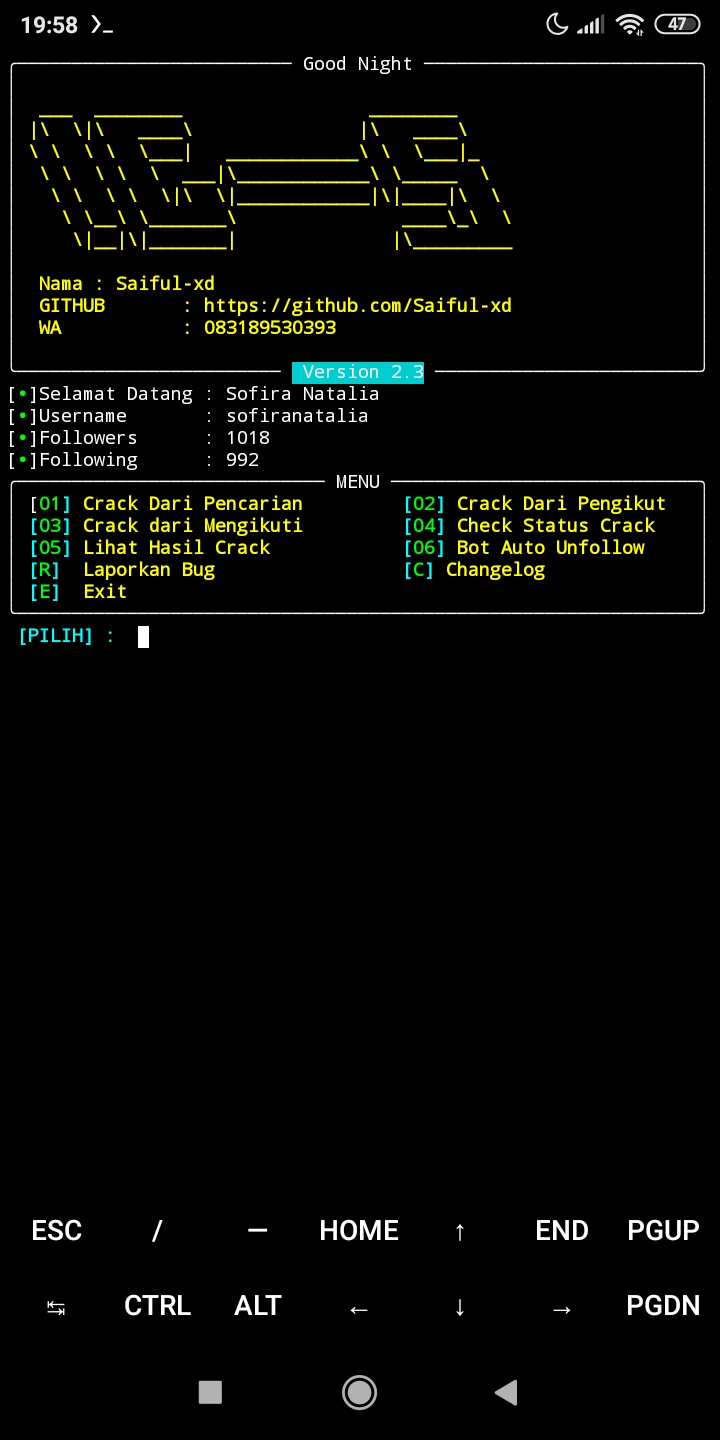 19:58
47
Good Night
Nama : Saiful-xd
GITHUB : https://github.com/Saiful-xd
WA : 083189530393
Version 2.3
[•]Selamat Datang : Sofira Natalia
[•]Username : sofiranatalia
[•]Followers : 1018
[•]Following : 992
MENU
[01] Crack Dari Pencarian [02] Crack Dari Pengikut
[03] Crack dari Mengikuti [04] Check Status Crack
[05] Lihat Hasil Crack [06] Bot Auto Unfollow
[R] Laporkan Bug [C] Changelog
[E] Exit
[PILIH] :
ESC / — HOME ↑ END PGUP
↹ CTRL ALT ← ↓ → PGDN